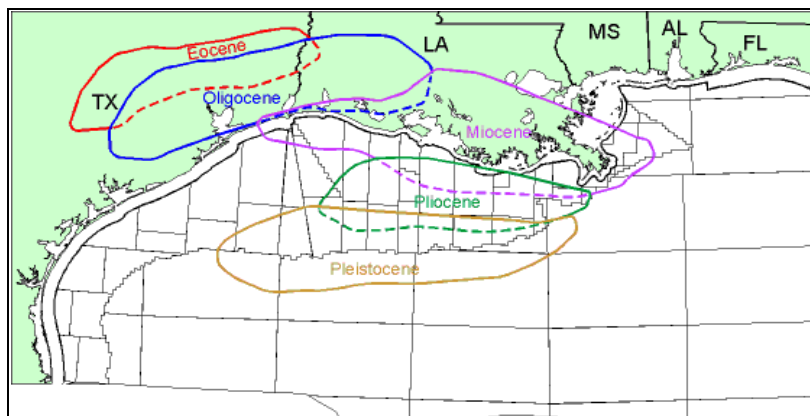 MS
AL
FL
LA
Eocene
TX
Oligocene
Miocene
Pliocene
Pleistocene